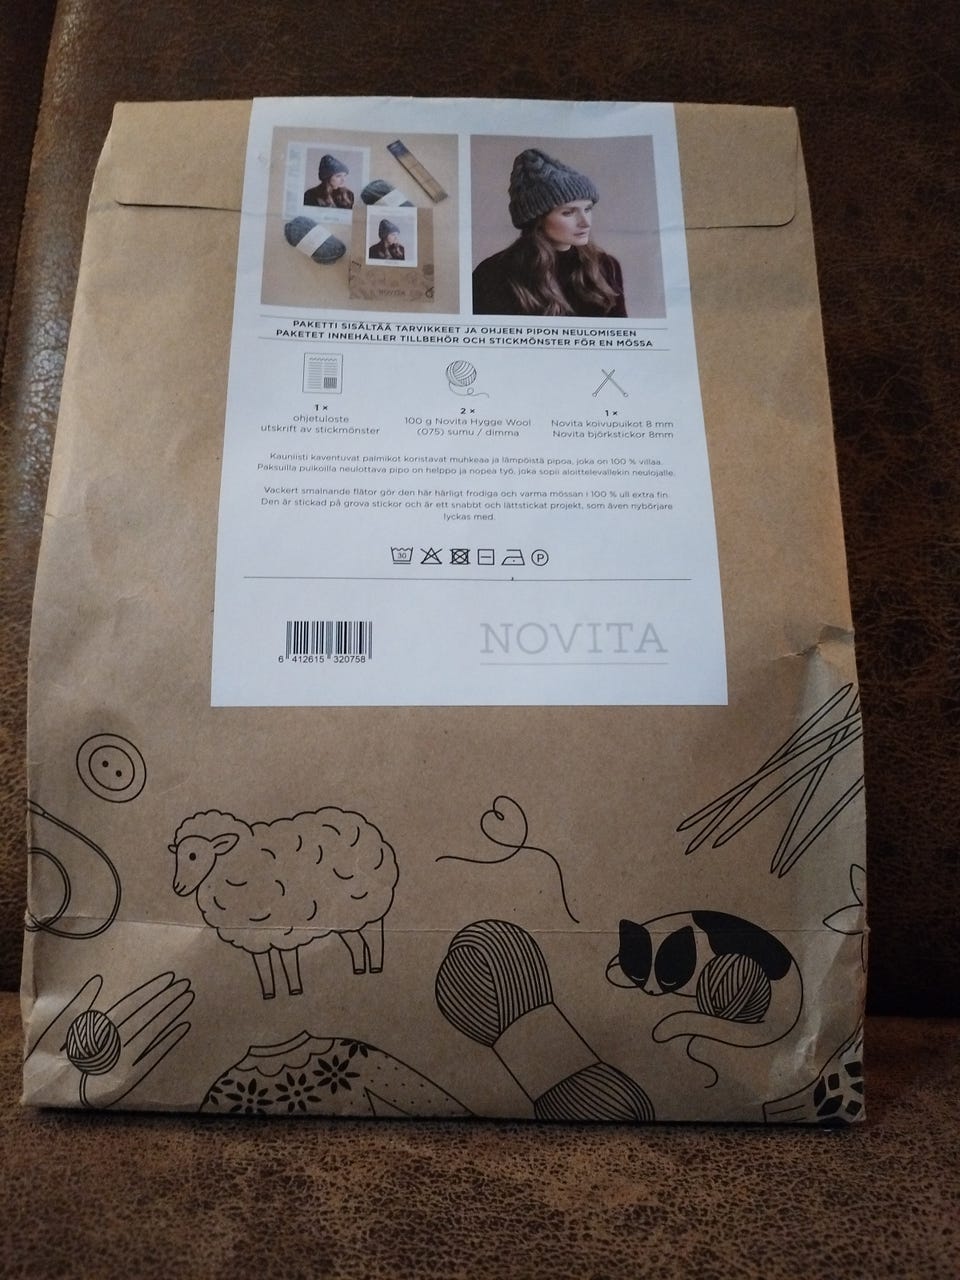 NOVITA
PAKETTI SISÄLTÄÄ TARVIKKEET JA OHJEEN PIPON NEULOMISEEN
PAKETET INNEHÅLLER TILLBEHÖR OCH STICKMÖNSTER FÖR EN MÖSSA
1 ×
ohjetuloste
utskrift av stickmönster
2 ×
100 g Novita Hygge Wool
(075) sumu / dimma
1 ×
Novita koivupuikot 8 mm
Novita björkstickor 8mm
Kauniisti kaventuvat palmikot koristavat muhkeaa ja lämpöistä pipoa, joka on 100 % villaa.
Paksuilla puikoilla neulottava pipo on helppo ja nopea työ, joka sopii aloittelevallekin neulojalle.
Vackert smalnande flätor gör den här härligt frodiga och varma mössan i 100 % ull extra fin.
Den är stickad på grova stickor och är ett snabbt och lättstickat projekt, som även nybörjare
lyckas med.
30
P
6 412615 320758
NOVITA